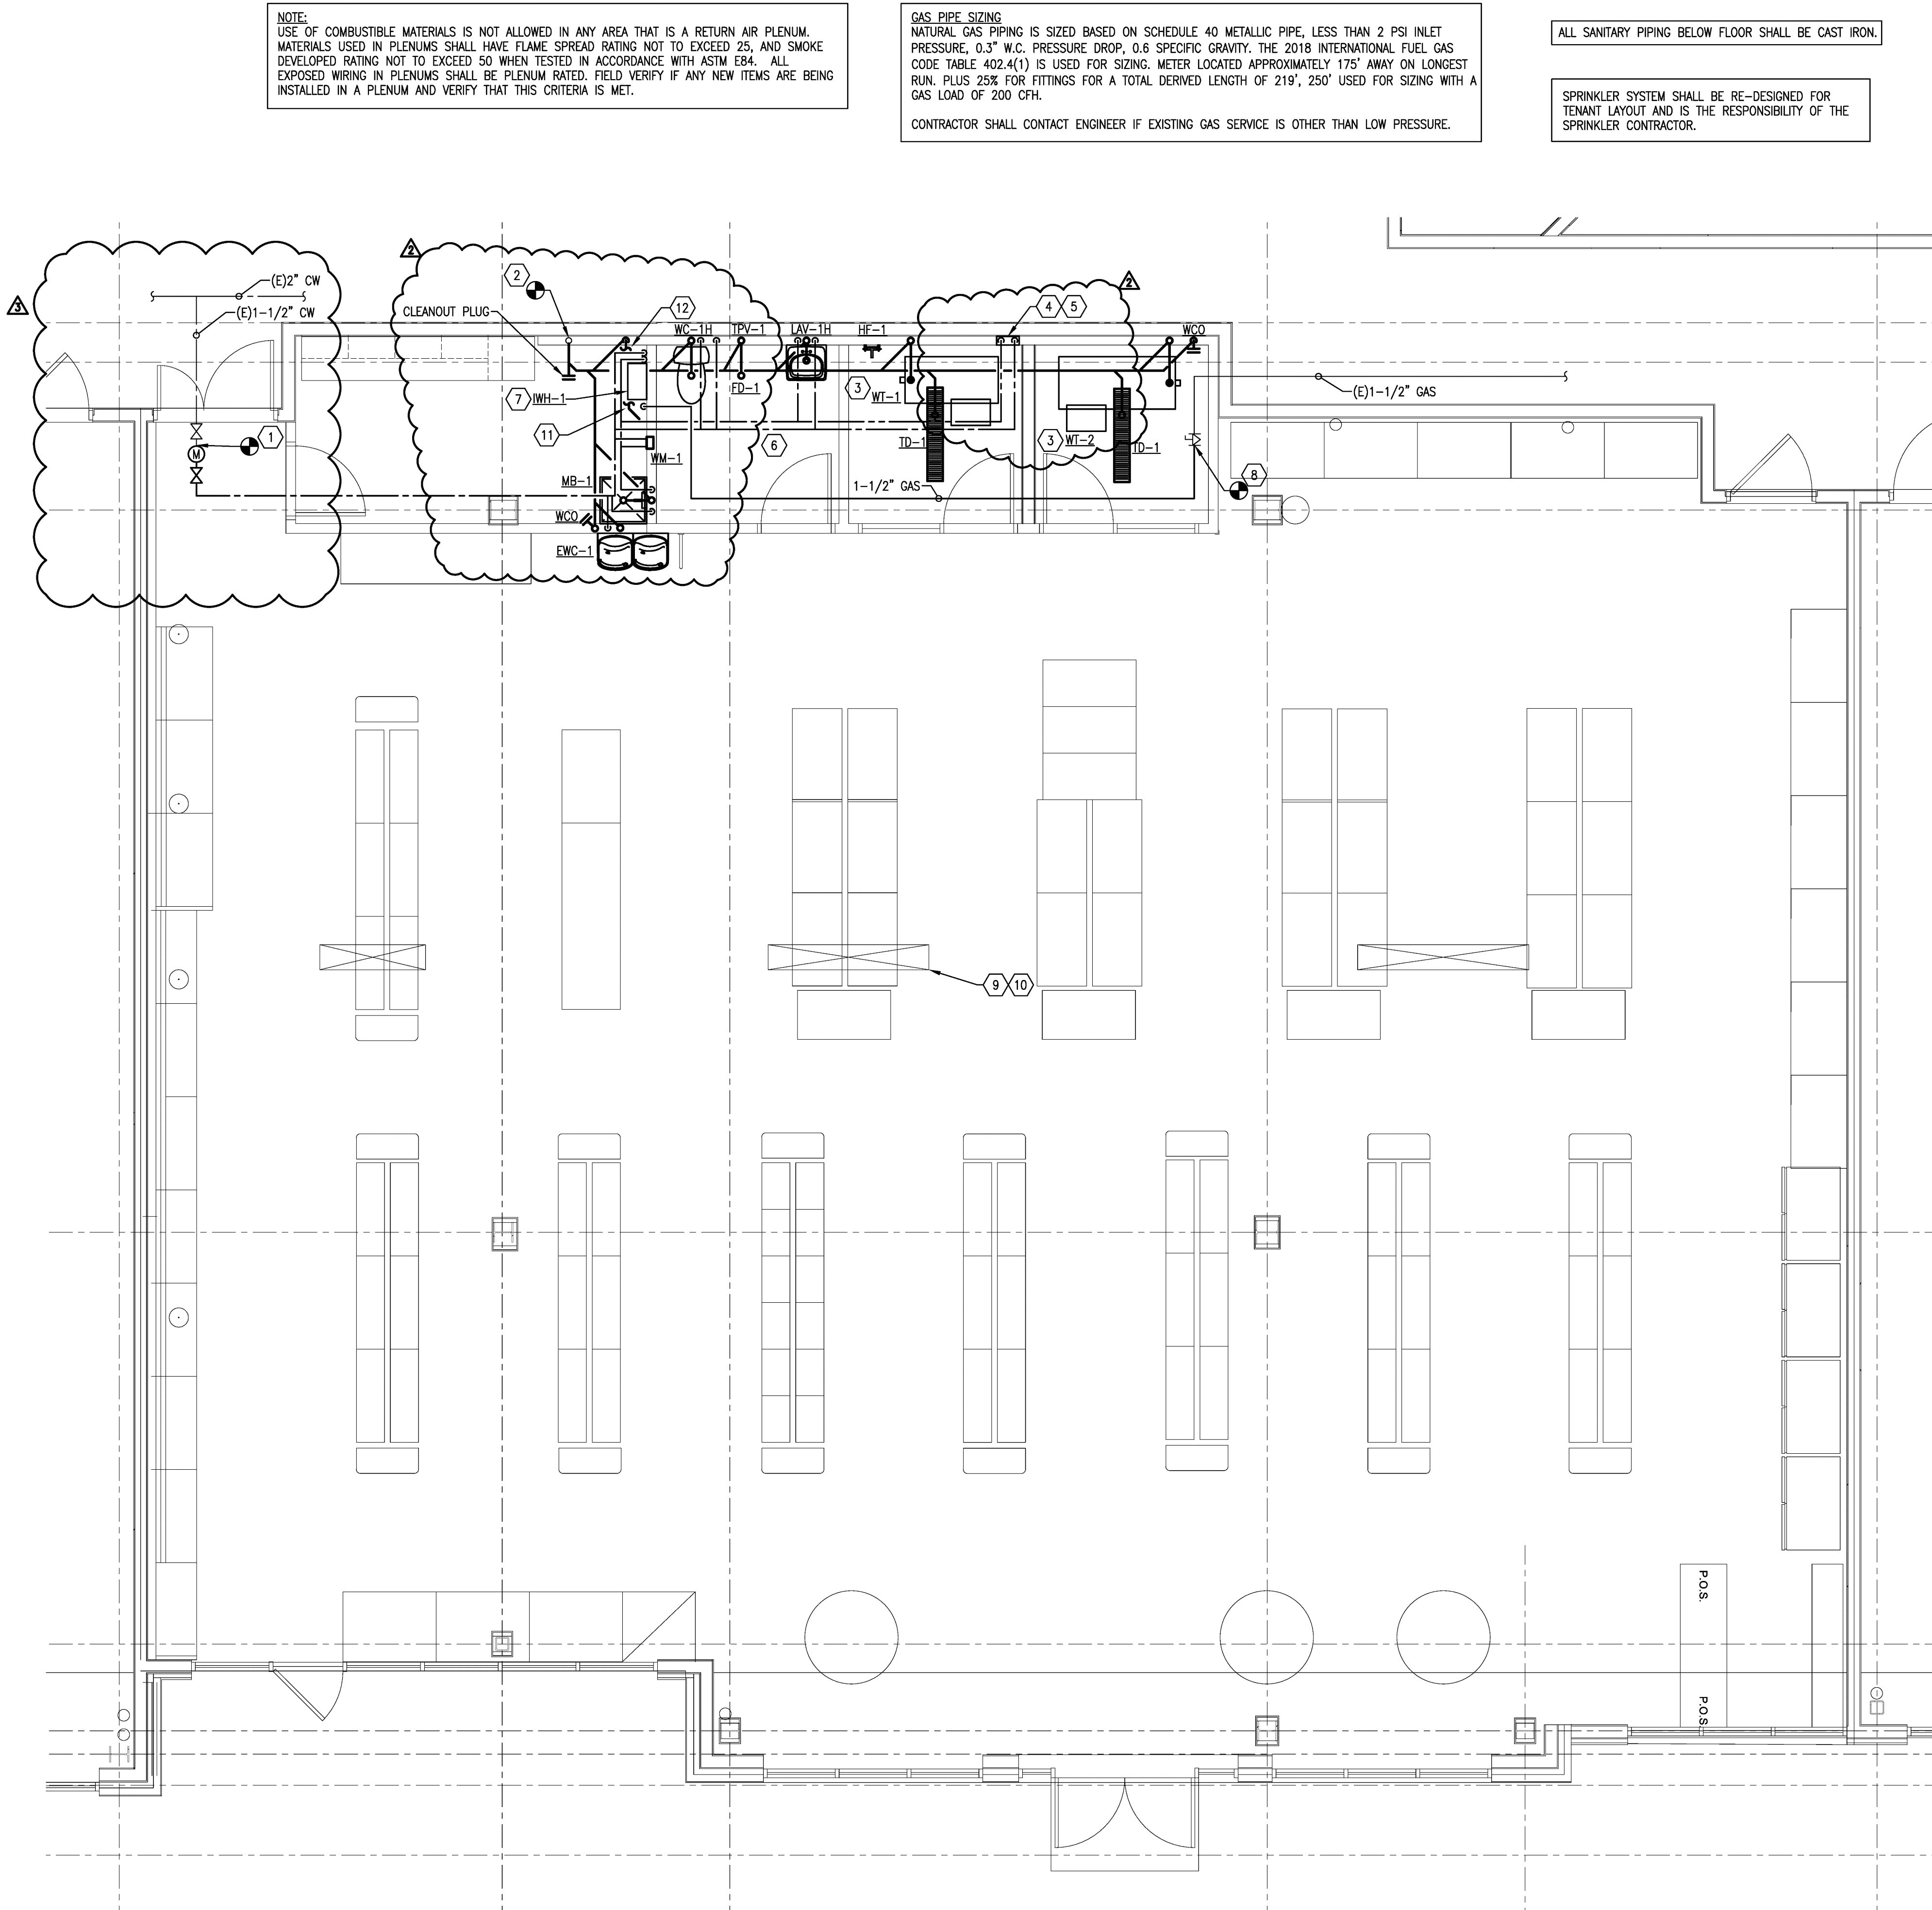 NOTE:
USE OF COMBUSTIBLE MATERIALS IS NOT ALLOWED IN ANY AREA THAT IS A RETURN AIR PLENUM.
MATERIALS USED IN PLENUMS SHALL HAVE FLAME SPREAD RATING NOT TO EXCEED 25, AND SMOKE
DEVELOPED RATING NOT TO EXCEED 50 WHEN TESTED IN ACCORDANCE WITH ASTM E84. ALL
EXPOSED WIRING IN PLENUMS SHALL BE PLENUM RATED. FIELD VERIFY IF ANY NEW ITEMS ARE BEING
INSTALLED IN A PLENUM AND VERIFY THAT THIS CRITERIA IS MET.
GAS PIPE SIZING
NATURAL GAS PIPING IS SIZED BASED ON SCHEDULE 40 METALLIC PIPE, LESS THAN 2 PSI INLET
PRESSURE, 0.3" W.C. PRESSURE DROP, 0.6 SPECIFIC GRAVITY. THE 2018 INTERNATIONAL FUEL GAS
CODE TABLE 402.4(1) IS USED FOR SIZING. METER LOCATED APPROXIMATELY 175' AWAY ON LONGEST
RUN. PLUS 25% FOR FITTINGS FOR A TOTAL DERIVED LENGTH OF 219', 250' USED FOR SIZING WITH A
GAS LOAD OF 200 CFH.
CONTRACTOR SHALL CONTACT ENGINEER IF EXISTING GAS SERVICE IS OTHER THAN LOW PRESSURE.
ALL SANITARY PIPING BELOW FLOOR SHALL BE CAST IRON.
SPRINKLER SYSTEM SHALL BE RE-DESIGNED FOR
TENANT LAYOUT AND IS THE RESPONSIBILITY OF THE
SPRINKLER CONTRACTOR.
3
(E)2" CW
(E)1-1/2" CW
M
1
2
2
CLEANOUT PLUG
12
WC-1H
TPV-1
LAV-1H
HF-1
2
4
5
WCO
7
IWH-1
FD-1
3
WT-1
(E)1-1/2" GAS
11
6
TD-1
3
WT-2
TD-1
WM-1
MB-1
1-1/2" GAS
8
WCO
EWC-1
9
10
P.O.S.
P.O.S.